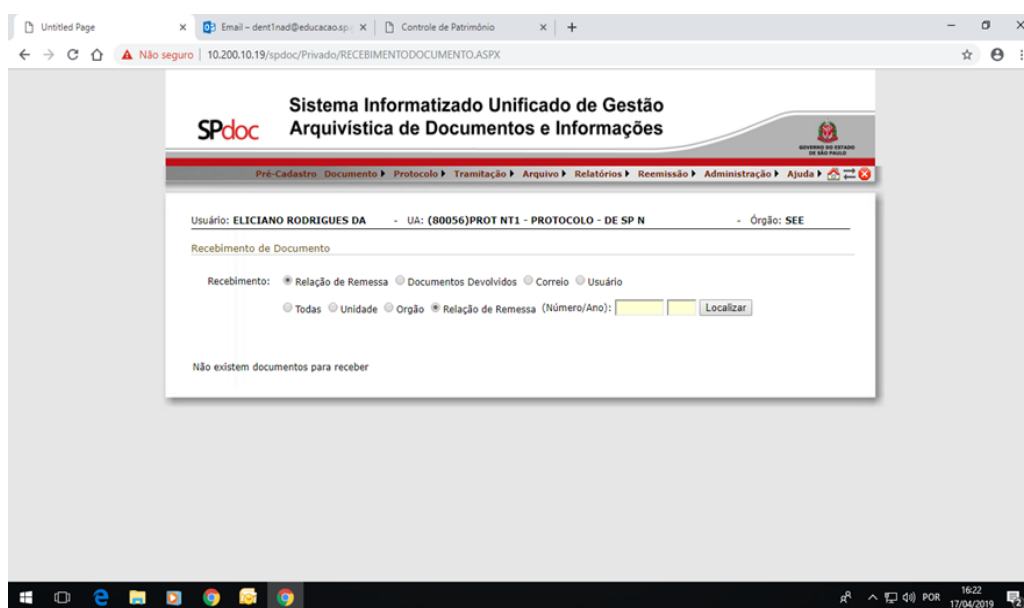 Untitled Page
Email – dent1nad@educacao.sp.
Controle de Patrimônio
Não seguro | 10.200.10.19/spdoc/Privado/RECEBIMENTODOCUMENTO.ASPX
Sistema Informatizado Unificado de Gestão
SPdoc Arquivística de Documentos e Informações
GOVERNO DO ESTADO
DE SÃO PAULO
Pré-Cadastro Documento Protocolo Tramitação Arquivo Relatórios Reemissão Administração Ajuda
Usuário: ELICIANO RODRIGUES DA - UA: (80056)PROT NT1 - PROTOCOLO - DE SP N - Órgão: SEE
Recebimento de Documento
Recebimento: Relação de Remessa Documentos Devolvidos Correio Usuário
Todas Unidade Orgão Relação de Remessa (Número/Ano): Localizar
Não existem documentos para receber
POR 16:22
17/04/2019